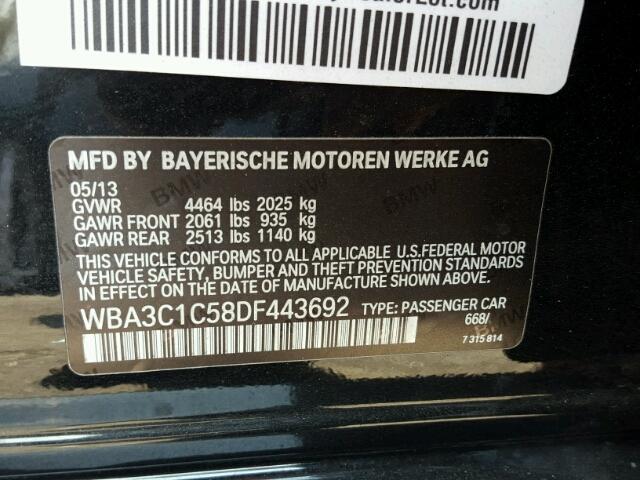 MFD BY BAYERISCHE MOTOREN WERKE AG
05/13
GVWR 4464 lbs 2025 kg
GAWR FRONT 2061 lbs 935 kg
GAWR REAR 2513 lbs 1140 kg
THIS VEHICLE CONFORMS TO ALL APPLICABLE U.S.FEDERAL MOTOR
VEHICLE SAFETY, BUMPER AND THEFT PREVENTION STANDARDS
IN EFFECT ON THE DATE OF MANUFACTURE SHOWN ABOVE.
WBA3C1C58DF443692 TYPE: PASSENGER CAR
668/
7 315 814